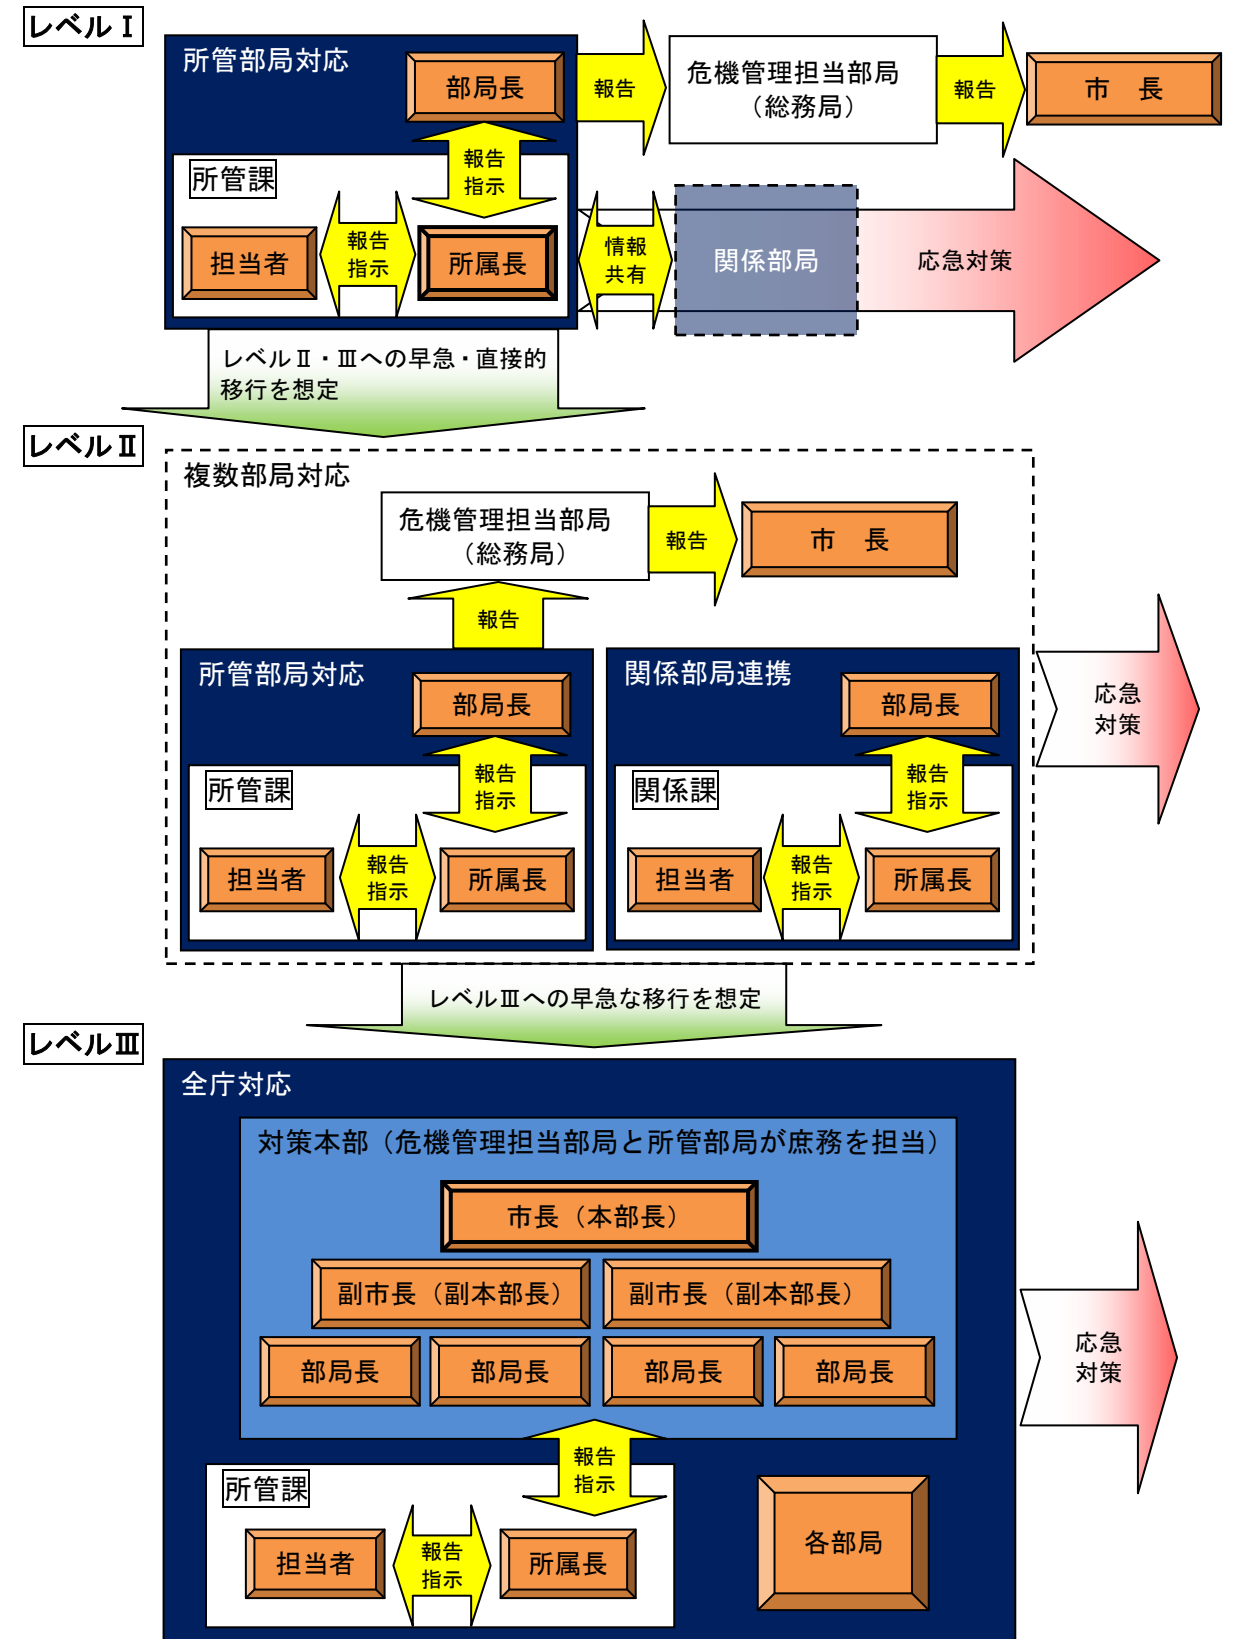 レベルⅠ
所管部局対応
部局長
報告
危機管理担当部局
（総務局）
報告
市　長
報告
指示
所管課
担当者
報告
指示
所属長
情報
共有
関係部局
応急対策
レベルⅡ・Ⅲへの早急・直接的
移行を想定
レベルⅡ
複数部局対応
危機管理担当部局
（総務局）
報告
市　長
報告
所管部局対応
部局長
報告
指示
所管課
担当者
報告
指示
所属長
関係部局連携
部局長
報告
指示
関係課
担当者
報告
指示
所属長
応急
対策
レベルⅢへの早急な移行を想定
レベルⅢ
全庁対応
対策本部（危機管理担当部局と所管部局が庶務を担当）
市長（本部長）
副市長（副本部長）
副市長（副本部長）
部局長
部局長
部局長
部局長
報告
指示
所管課
担当者
報告
指示
所属長
各部局
応急
対策